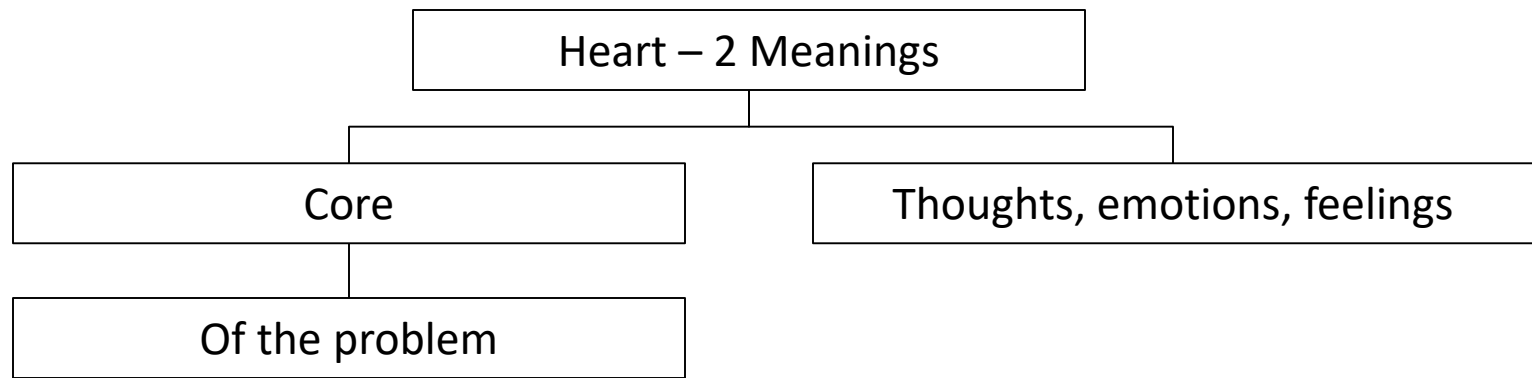 Heart – 2 Meanings
Core
Thoughts, emotions, feelings
Of the problem